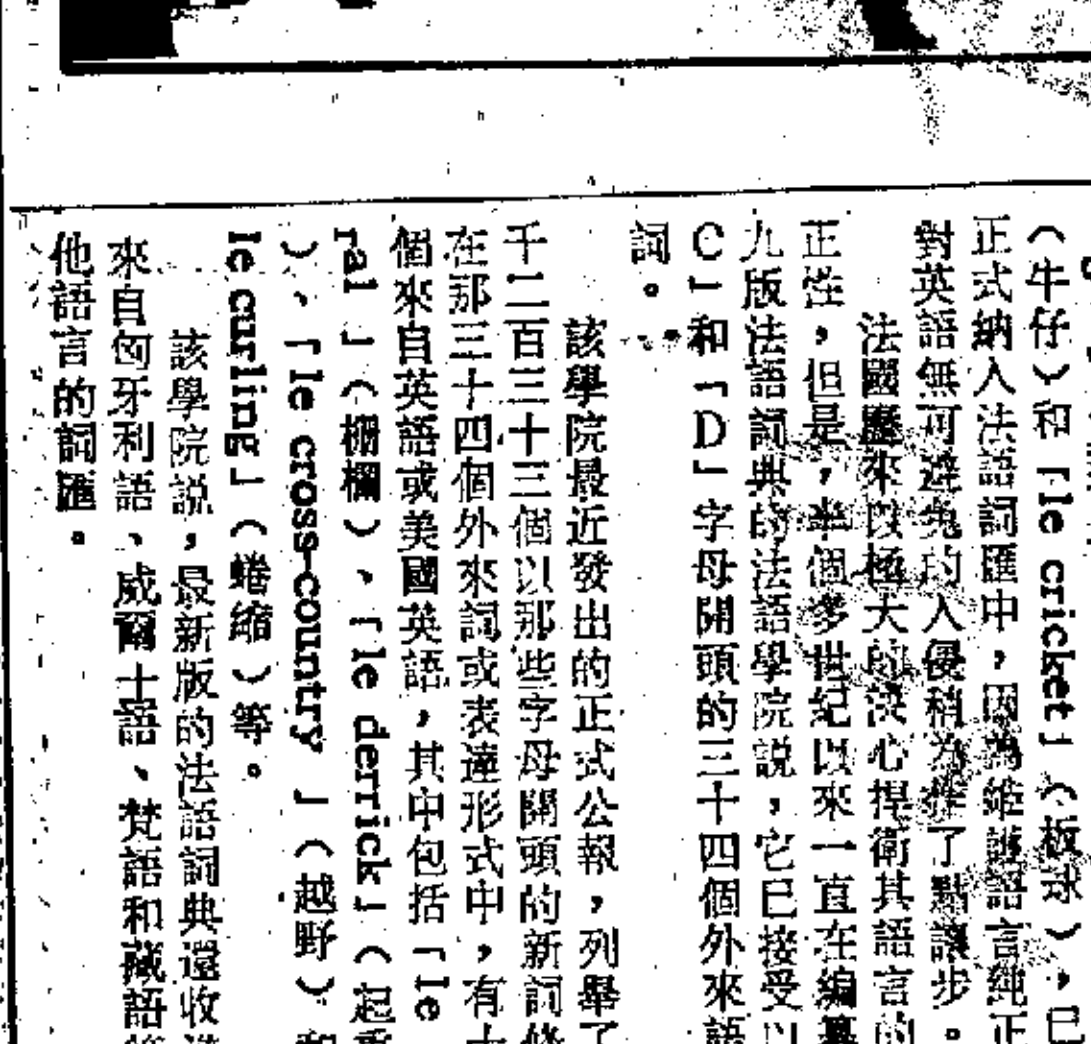 （牛仔）和「le cricket」（板球），已
正式納入法語詞匯中，因為維護語言純正
對英語無可避免的入侵稍為作了點讓步。
法國歷來以極大的決心捍衛其語言的
正性，但是，半個多世紀以來一直在編纂
九版法語詞典的法語學院説，它已接受以
C」和「D」字母開頭的三十四個外來語
詞。
該學院最近發出的正式公報，列舉了
千二百三十三個以那些字母開頭的新詞條
在那三十四個外來詞或表達形式中，有十
個來自英語或美國英語，其中包括「le
ral」（柵欄）、「le derrick」（起重
）、「le cross-country」（越野）和
le curling」（蜷縮）等。
該學院説，最新版的法語詞典還收進
來自匈牙利語、威爾士語、梵語和藏語等
他語言的詞匯。